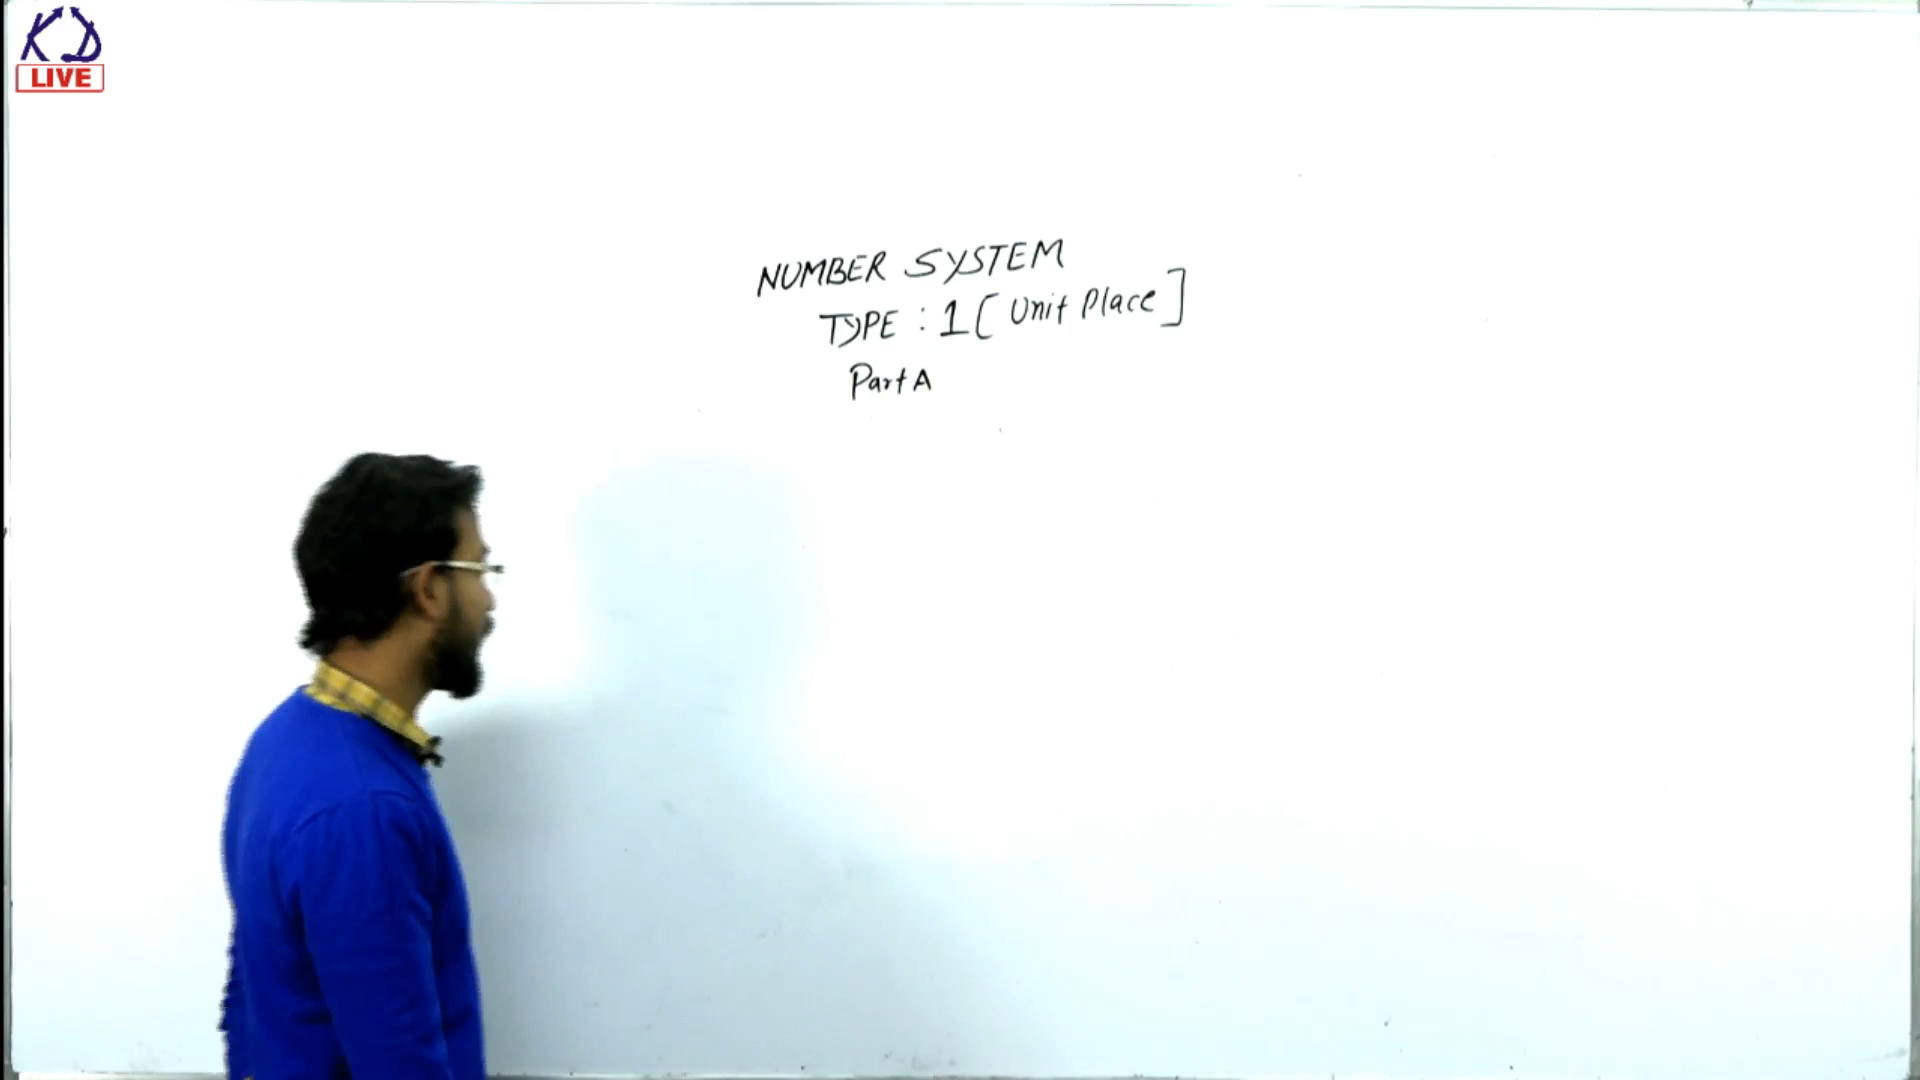 KD
LIVE
NUMBER SYSTEM
TYPE : 1 [ Unit Place ]
Part A